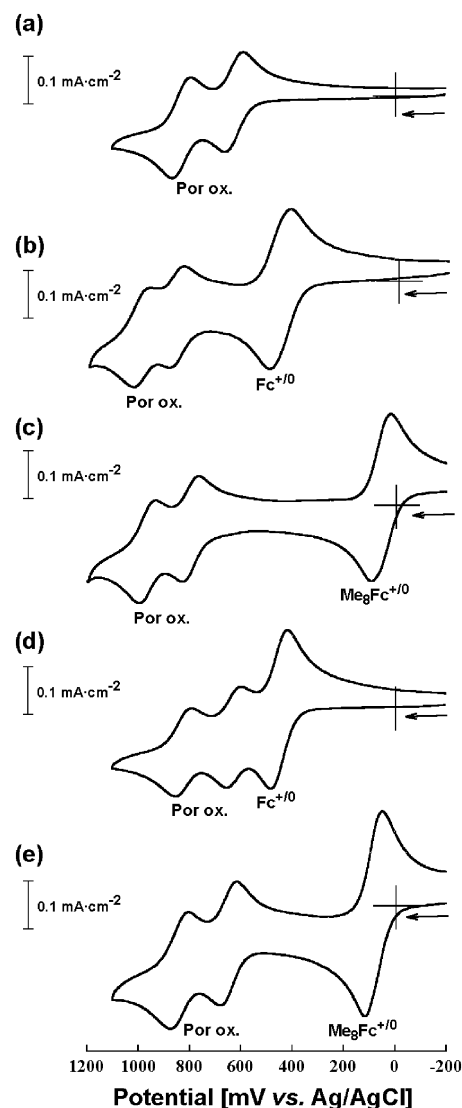 (a)
0.1 mA·cm⁻²
Por ox.
(b)
0.1 mA·cm⁻²
Por ox.
Fc⁺/⁰
(c)
0.1 mA·cm⁻²
Por ox.
Me₈Fc⁺/⁰
(d)
0.1 mA·cm⁻²
Por ox.
Fc⁺/⁰
(e)
0.1 mA·cm⁻²
Por ox.
Me₈Fc⁺/⁰
1200 1000 800 600 400 200 0 -200
Potential [mV vs. Ag/AgCl]